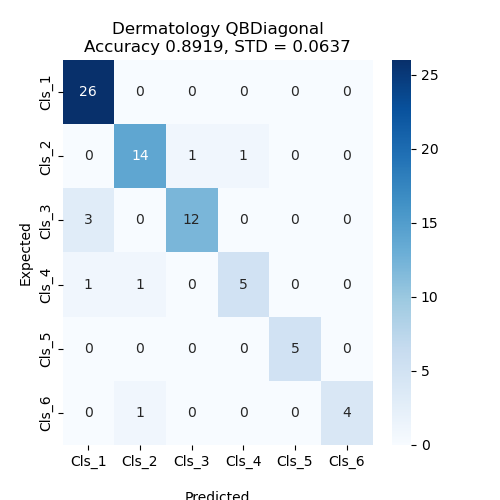 Dermatology QBDiagonal
Accuracy 0.8919, STD = 0.0637
Expected
Cls_1 26 0 0 0 0 0
Cls_2 0 14 1 1 0 0
Cls_3 3 0 12 0 0 0
Cls_4 1 1 0 5 0 0
Cls_5 0 0 0 0 5 0
Cls_6 0 1 0 0 0 4
Cls_1 Cls_2 Cls_3 Cls_4 Cls_5 Cls_6
Predicted
25
20
15
10
5
0